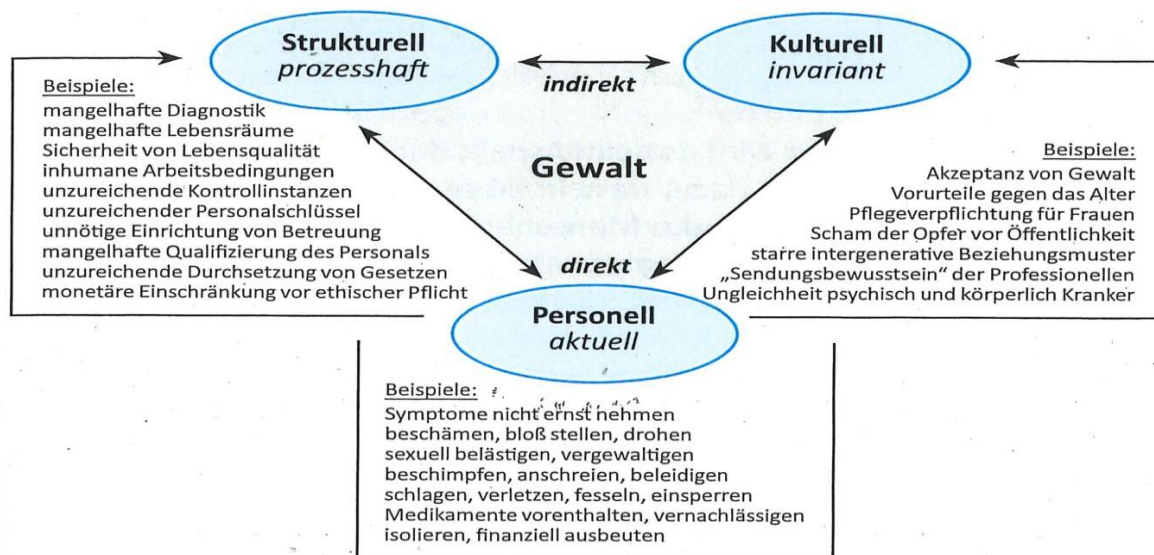 Strukturell
prozesshaft
indirekt
Kulturell
invariant
Beispiele:
mangelhafte Diagnostik
mangelhafte Lebensräume
Sicherheit von Lebensqualität
inhumane Arbeitsbedingungen
unzureichende Kontrollinstanzen
unzureichender Personalschlüssel
unnötige Einrichtung von Betreuung
mangelhafte Qualifizierung des Personals
unzureichende Durchsetzung von Gesetzen
monetäre Einschränkung vor ethischer Pflicht
Gewalt
direkt
Beispiele:
Akzeptanz von Gewalt
Vorurteile gegen das Alter
Pflegeverpflichtung für Frauen
Scham der Opfer vor Öffentlichkeit
starre intergenerative Beziehungsmuster
„Sendungsbewusstsein“ der Professionellen
Ungleichheit psychisch und körperlich Kranker
Personell
aktuell
Beispiele:
Symptome nicht ernst nehmen
beschämen, bloß stellen, drohen
sexuell belästigen, vergewaltigen
beschimpfen, anschreien, beleidigen
schlagen, verletzen, fesseln, einsperren
Medikamente vorenthalten, vernachlässigen
isolieren, finanziell ausbeuten